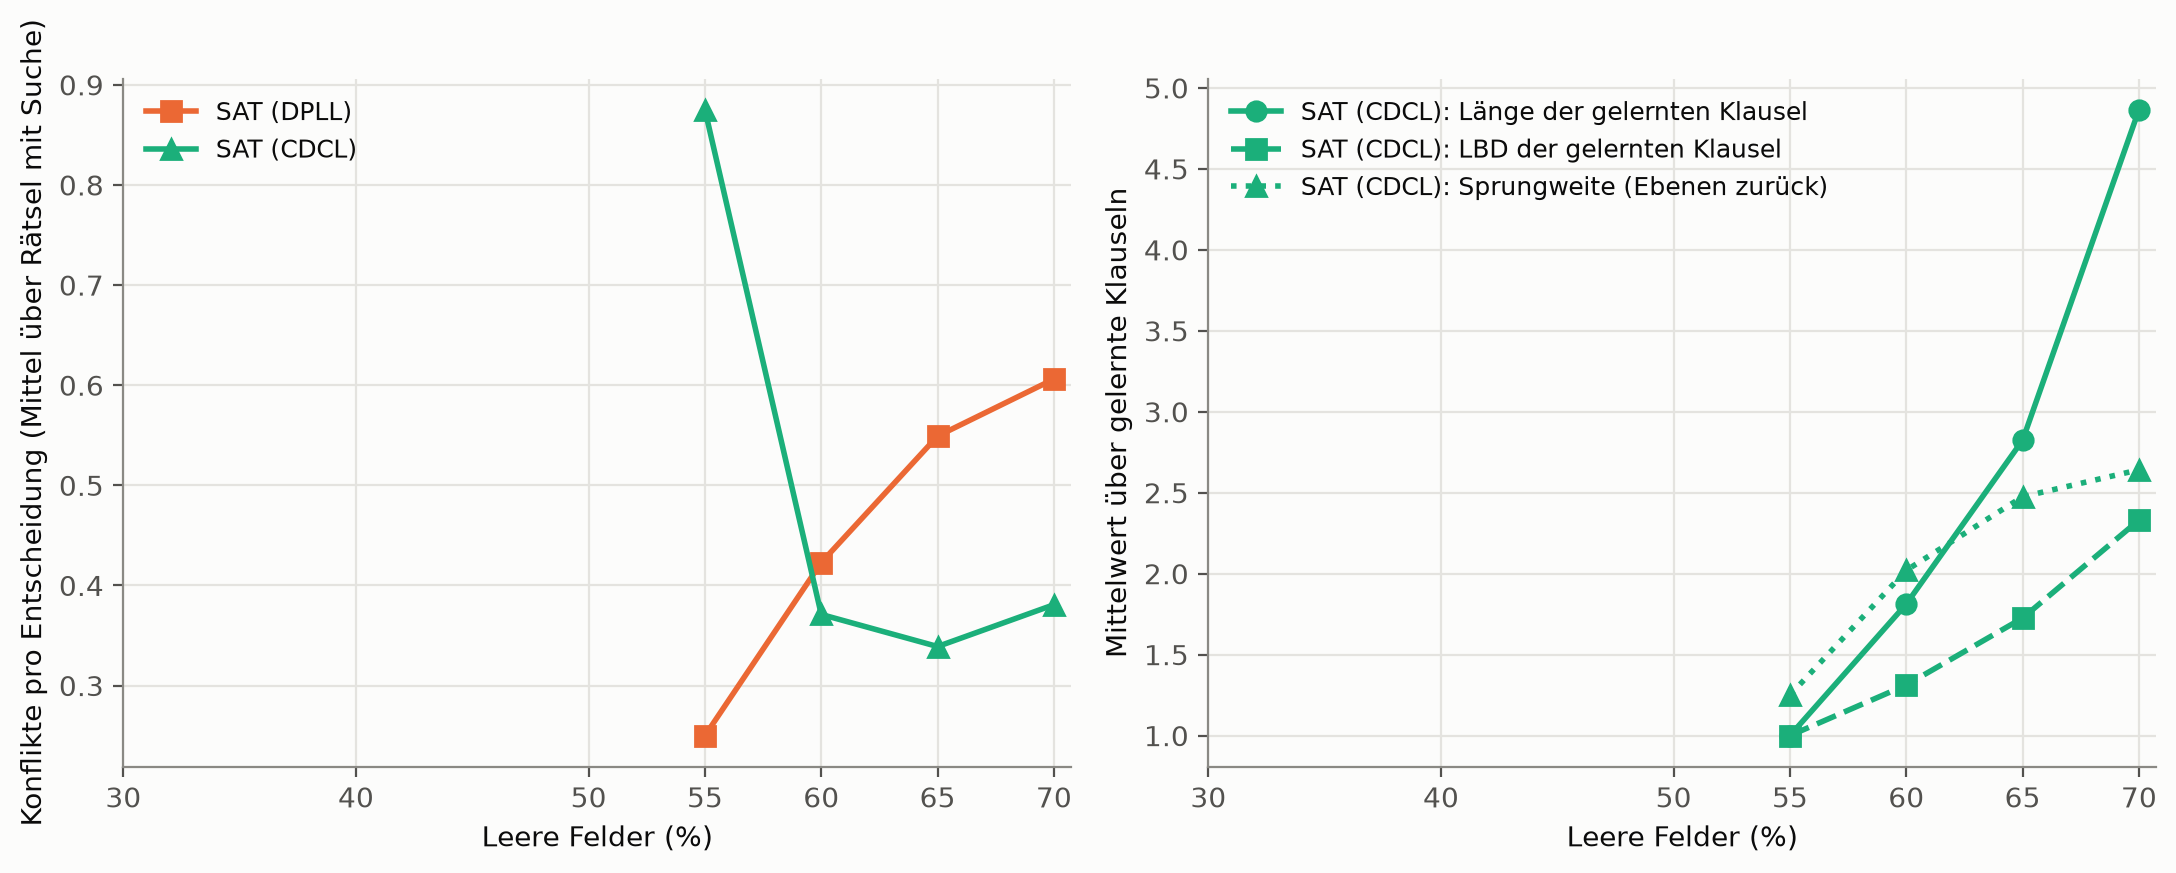 Konflikte pro Entscheidung (Mittel über Rätsel mit Suche)
0.9
0.8
0.7
0.6
0.5
0.4
0.3
SAT (DPLL)
SAT (CDCL)
30 40 50 55 60 65 70
Leere Felder (%)
Mittelwert über gelernte Klauseln
5.0
4.5
4.0
3.5
3.0
2.5
2.0
1.5
1.0
SAT (CDCL): Länge der gelernten Klausel
SAT (CDCL): LBD der gelernten Klausel
SAT (CDCL): Sprungweite (Ebenen zurück)
30 40 50 55 60 65 70
Leere Felder (%)